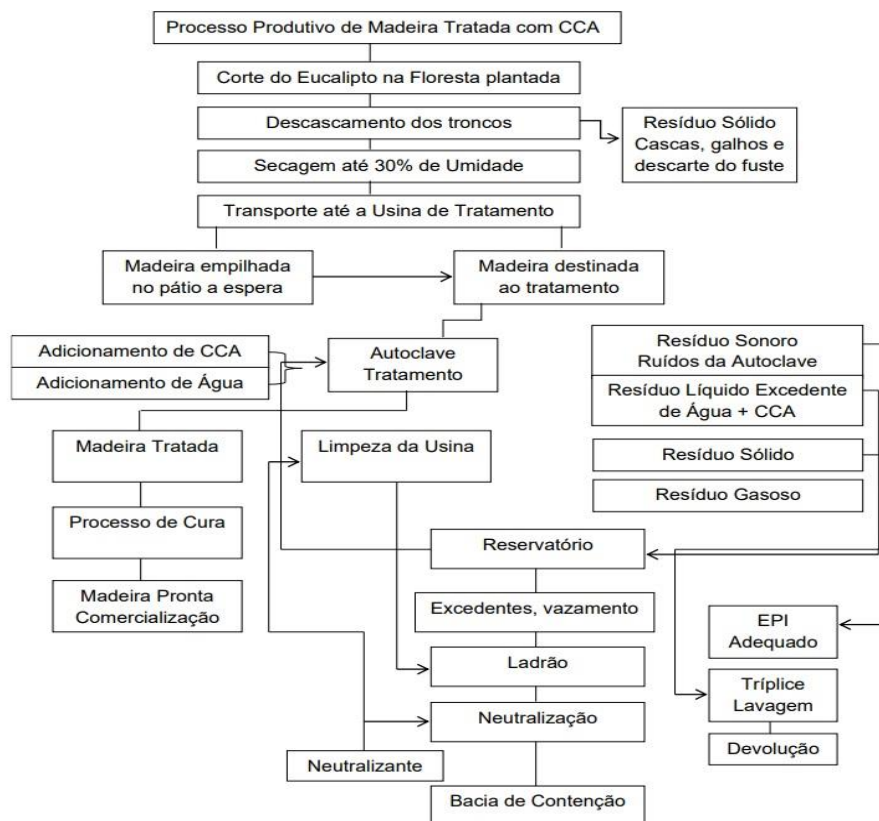 Processo Produtivo de Madeira Tratada com CCA
Corte do Eucalipto na Floresta plantada
Descascamento dos troncos
Resíduo Sólido
Cascas, galhos e
descarte do fuste
Secagem até 30% de Umidade
Transporte até a Usina de Tratamento
Madeira empilhada
no pátio a espera
Madeira destinada
ao tratamento
Adicionamento de CCA
Adicionamento de Água
Autoclave
Tratamento
Resíduo Sonoro
Ruídos da Autoclave
Resíduo Líquido Excedente
de Água + CCA
Resíduo Sólido
Resíduo Gasoso
Madeira Tratada
Limpeza da Usina
Processo de Cura
Reservatório
Madeira Pronta
Comercialização
Excedentes, vazamento
EPI
Adequado
Ladrão
Tríplice
Lavagem
Neutralização
Devolução
Neutralizante
Bacia de Contenção